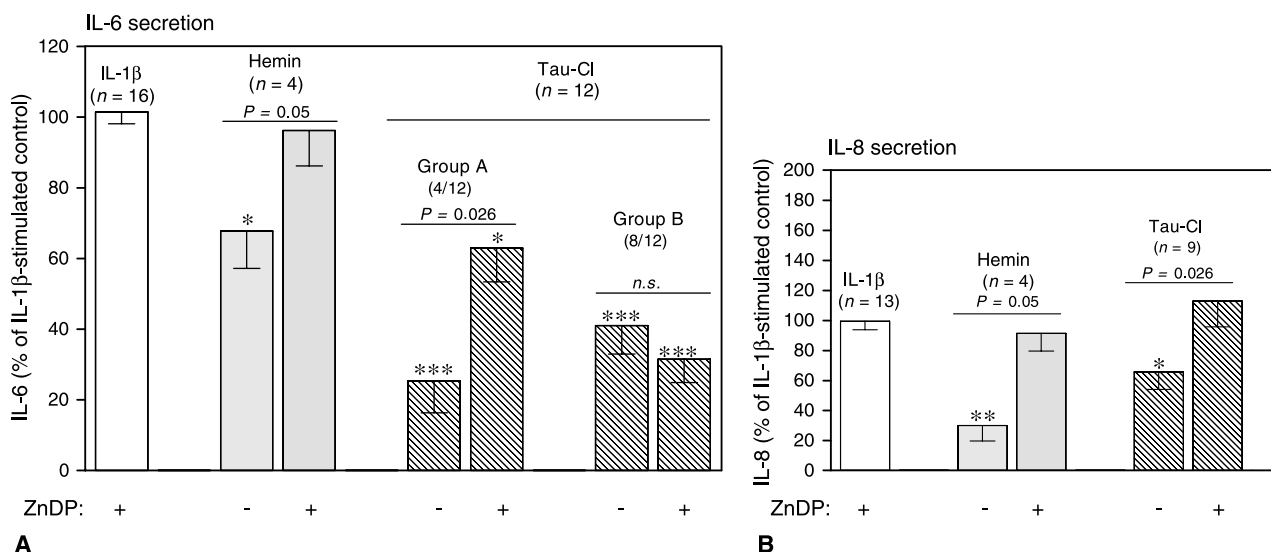 IL-6 secretion
IL-6 (% of IL-1β-stimulated control)
120
100
80
60
40
20
0
IL-1β
(n = 16)
Hemin
(n = 4)
P = 0.05
*
Tau-Cl
(n = 12)
Group A
(4/12)
P = 0.026
***
*
Group B
(8/12)
n.s.
***
***
ZnDP: + - + - + - +
A
IL-8 secretion
IL-8 (% of IL-1β-stimulated control)
200
180
160
140
120
100
80
60
40
20
0
IL-1β
(n = 13)
Hemin
(n = 4)
P = 0.05
**
Tau-Cl
(n = 9)
P = 0.026
*
ZnDP: + - + - +
B